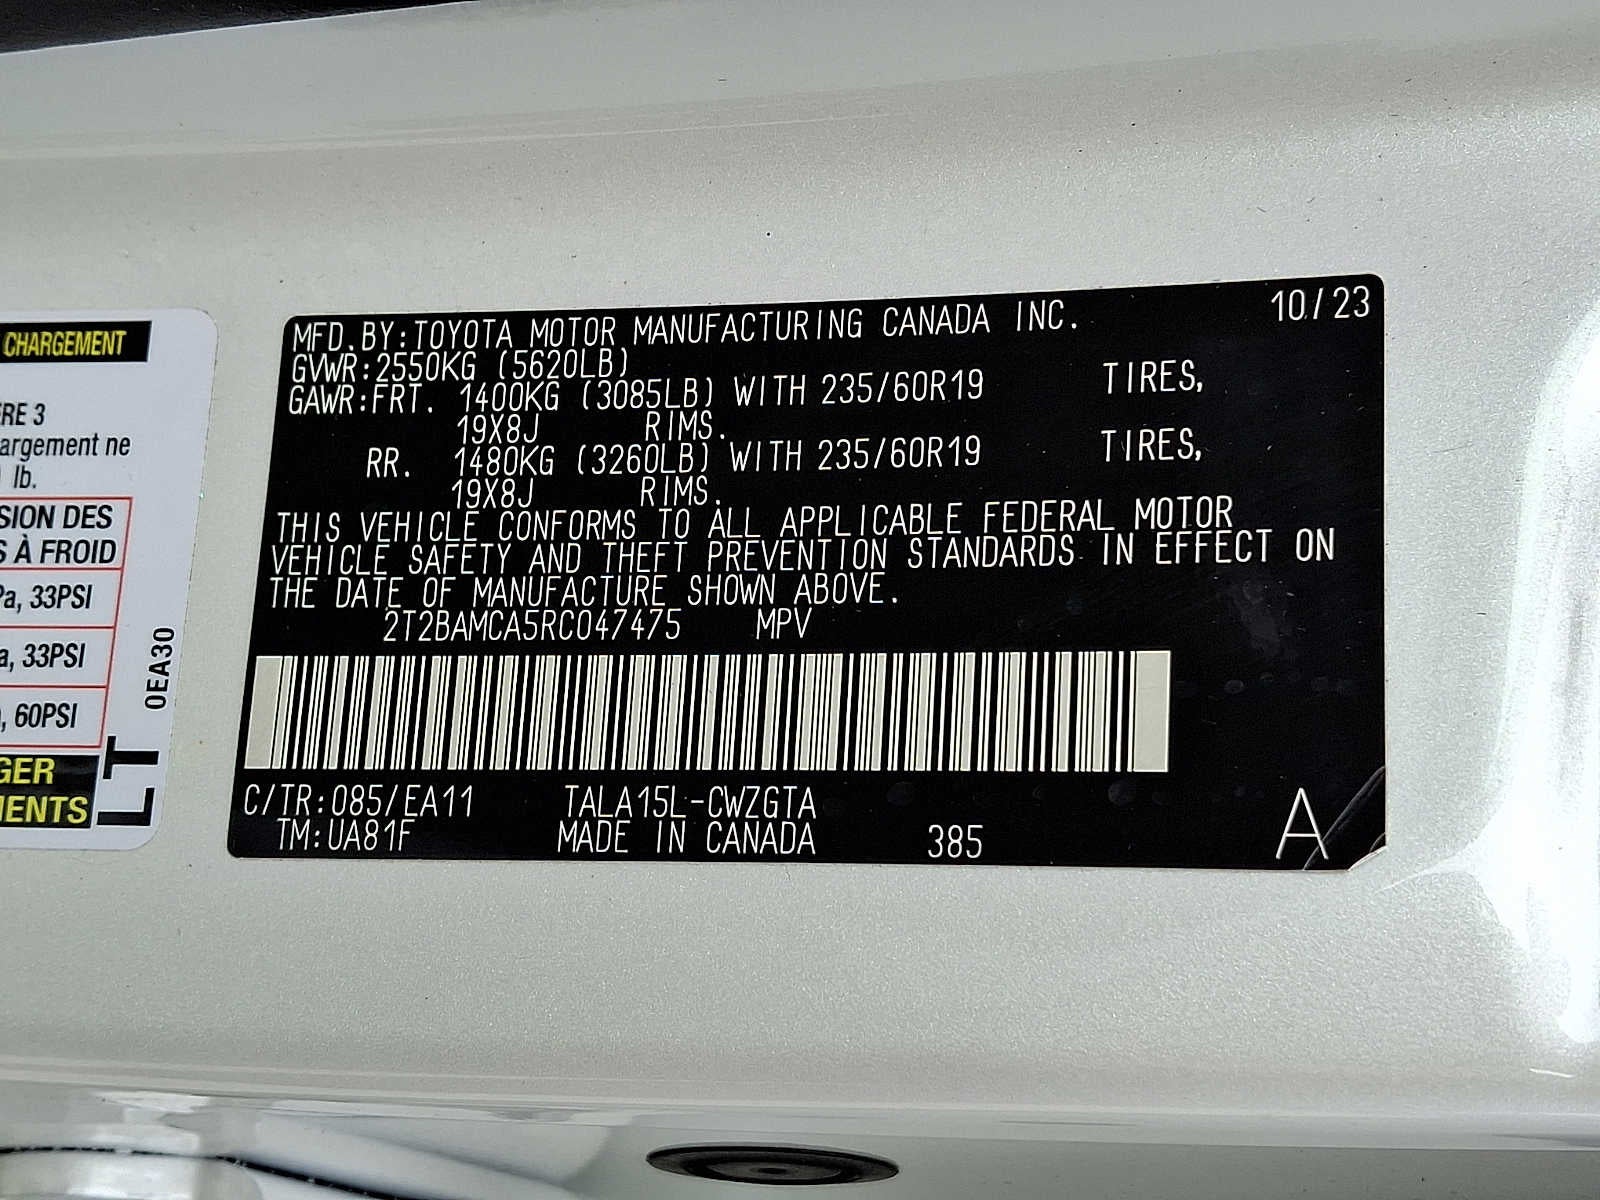 CHARGEMENT
ERE 3
argement ne
lb.
SION DES
S À FROID
Pa, 33PSI
a, 33PSI
, 60PSI
GER
MENTS
LT
0EA30
MFD.BY:TOYOTA MOTOR MANUFACTURING CANADA INC. 10/23
GVWR:2550KG (5620LB)
GAWR:FRT. 1400KG (3085LB) WITH 235/60R19 TIRES,
19X8J RIMS.
RR. 1480KG (3260LB) WITH 235/60R19 TIRES,
19X8J RIMS.
THIS VEHICLE CONFORMS TO ALL APPLICABLE FEDERAL MOTOR
VEHICLE SAFETY AND THEFT PREVENTION STANDARDS IN EFFECT ON
THE DATE OF MANUFACTURE SHOWN ABOVE.
2T2BAMCA5RC047475 MPV
C/TR:085/EA11 TALA15L-CWZGTA
TM:UA81F MADE IN CANADA 385 A